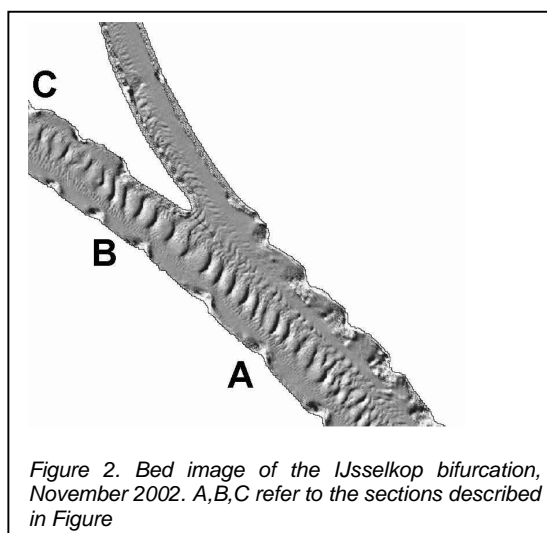 C
B
A
Figure 2. Bed image of the IJsselkop bifurcation,
November 2002. A,B,C refer to the sections described
in Figure